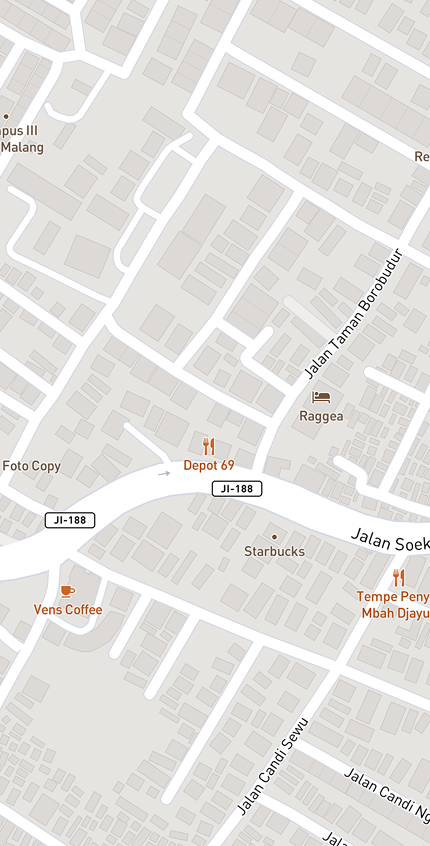 pus III
Malang
Re
Jalan Taman Borobudur
Raggea
Depot 69
Foto Copy
JI-188
JI-188
Jalan Soek
Starbucks
Vens Coffee
Tempe Peny
Mbah Djayu
Jalan Candi Sewu
Jalan Candi Ng
Jala